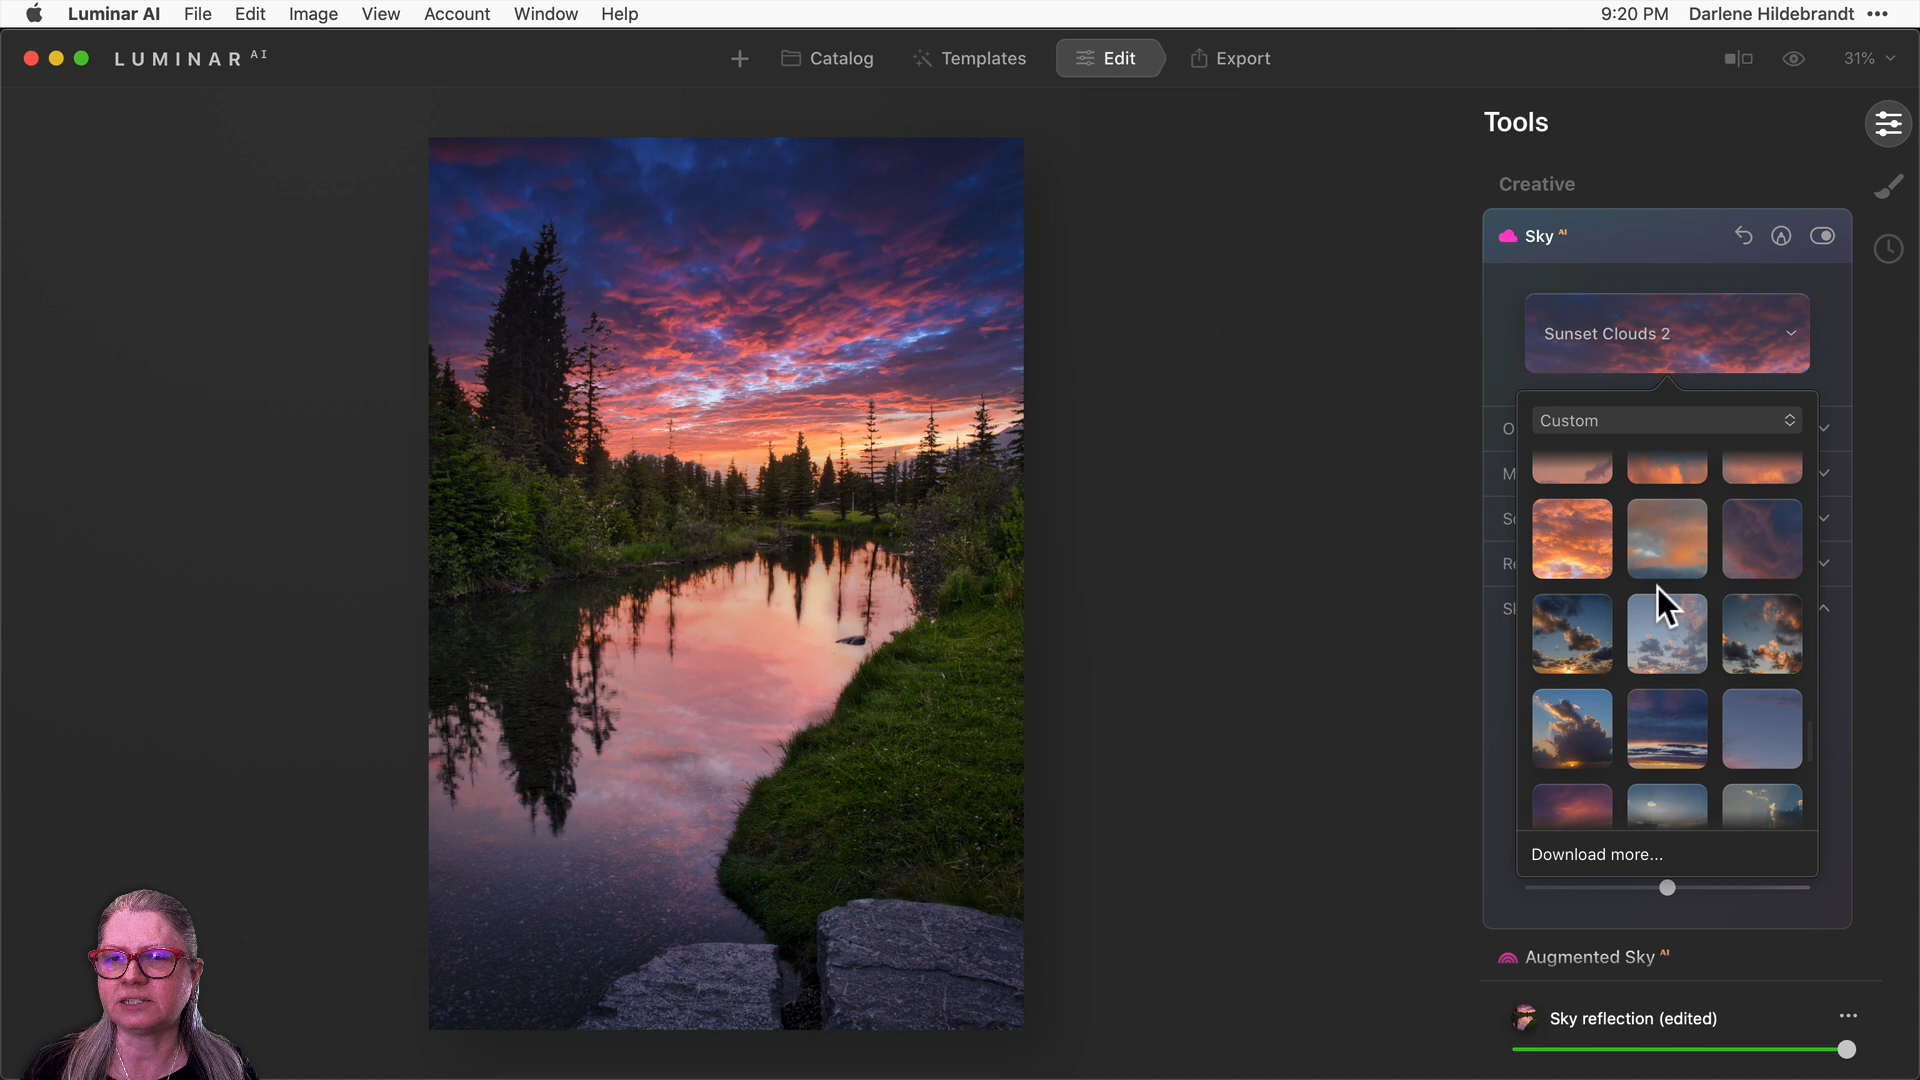 Luminar AI File Edit Image View Account Window Help 9:20 PM Darlene Hildebrandt
LUMINAR AI Catalog Templates Edit Export 31%
Tools
Creative
Sky AI
Sunset Clouds 2
Custom
Download more...
Augmented Sky AI
Sky reflection (edited)